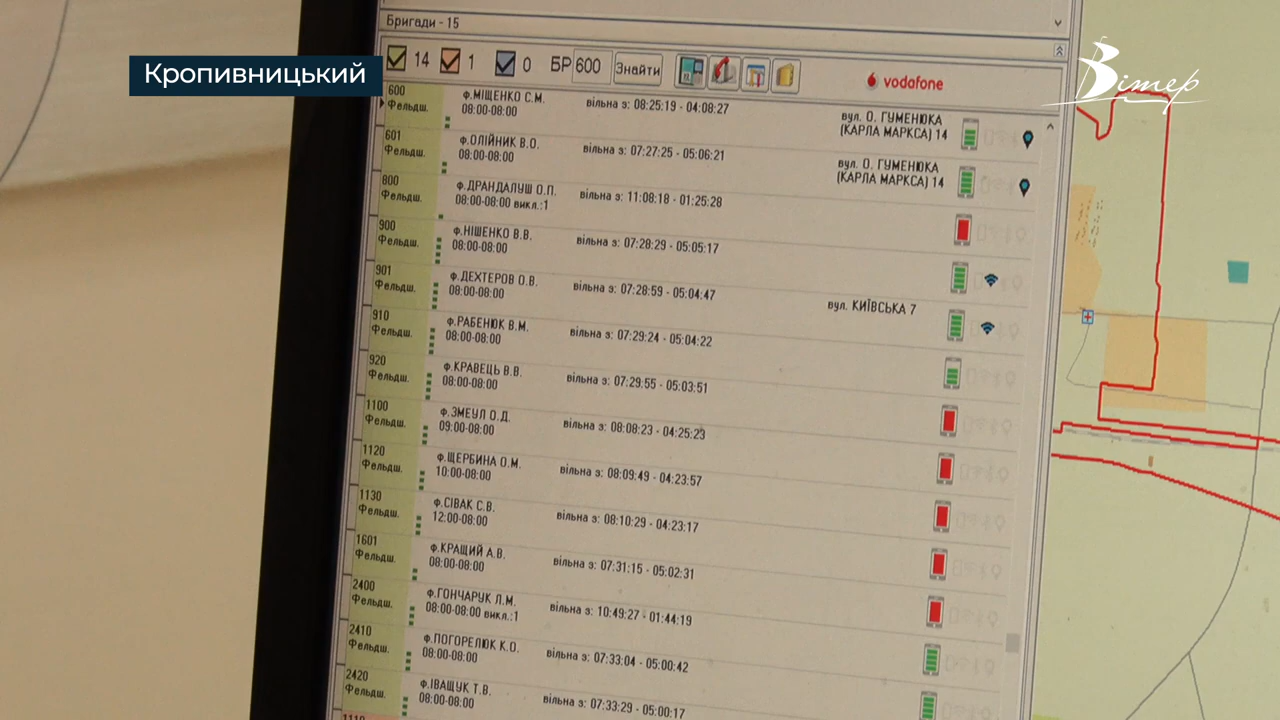 Бригади - 15
Кропивницький
Вітер
14 1 0 БР 600 Знайти
vodafone
600 Фельдш.
ф.МІЩЕНКО С.М.
08:00-08:00
вільна з: 08:25:19 - 04:08:27
вул. О. ГУМЕНЮКА
(КАРЛА МАРКСА) 14
601 Фельдш.
ф.ОЛІЙНИК В.О.
08:00-08:00
вільна з: 07:27:25 - 05:06:21
вул. О. ГУМЕНЮКА
(КАРЛА МАРКСА) 14
800 Фельдш.
ф.ДРАНДАЛУШ О.П.
08:00-08:00 викл.:1
вільна з: 11:08:18 - 01:25:28
900 Фельдш.
ф.НІШЕНКО В.В.
08:00-08:00
вільна з: 07:28:29 - 05:05:17
901 Фельдш.
ф.ДЕХТЕРОВ О.В.
08:00-08:00
вільна з: 07:28:59 - 05:04:47
вул. КИЇВСЬКА 7
910 Фельдш.
ф.РАБЕНЮК В.М.
08:00-08:00
вільна з: 07:29:24 - 05:04:22
920 Фельдш.
ф.КРАВЕЦЬ В.В.
08:00-08:00
вільна з: 07:29:55 - 05:03:51
1100 Фельдш.
ф.ЗМЕУЛ О.Д.
09:00-08:00
вільна з: 08:08:23 - 04:25:23
1120 Фельдш.
ф.ЩЕРБИНА О.М.
10:00-08:00
вільна з: 08:09:49 - 04:23:57
1130 Фельдш.
ф.СІВАК С.В.
12:00-08:00
вільна з: 08:10:29 - 04:23:17
1601 Фельдш.
ф.КРАЩИЙ А.В.
08:00-08:00
вільна з: 07:31:15 - 05:02:31
2400 Фельдш.
ф.ГОНЧАРУК Л.М.
08:00-08:00 викл.:1
вільна з: 10:49:27 - 01:44:19
2410 Фельдш.
ф.ПОГОРЕЛЮК К.О.
08:00-08:00
вільна з: 07:33:04 - 05:00:42
2420 Фельдш.
ф.ІВАЩУК Т.В.
08:00-08:00
вільна з: 07:33:29 - 05:00:17